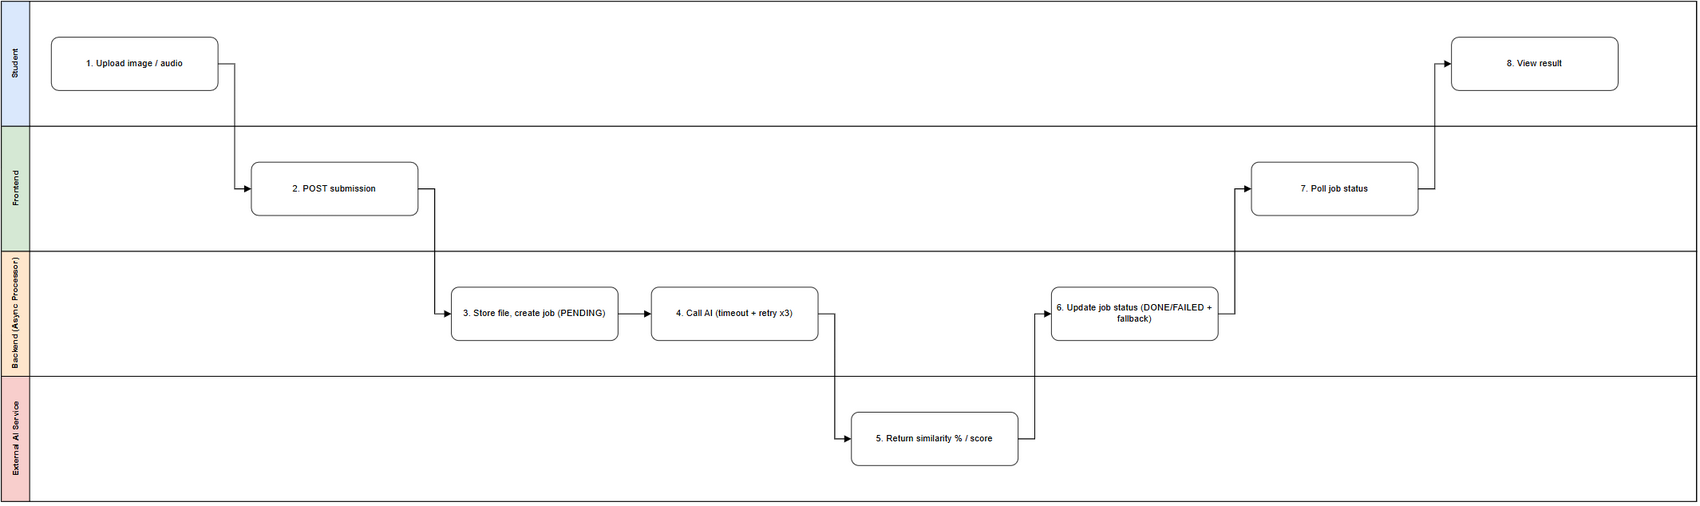 Student
1. Upload image / audio
8. View result
Frontend
2. POST submission
7. Poll job status
Backend (Async Processor)
3. Store file, create job (PENDING)
4. Call AI (timeout + retry x3)
6. Update job status (DONE/FAILED +
fallback)
External AI Service
5. Return similarity % / score